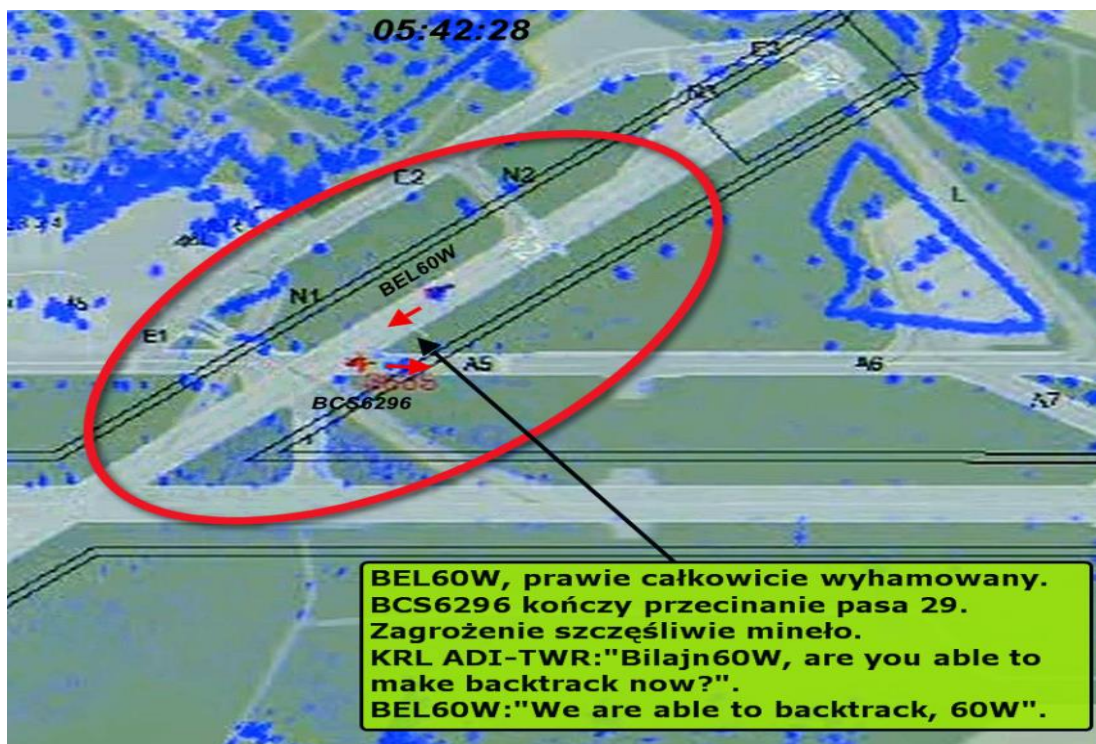 05:42:28
E3
E2
N2
L
BEL60W
N1
E1
A5
A6
BCS6296
A7
BEL60W, prawie całkowicie wyhamowany.
BCS6296 kończy przecinanie pasa 29.
Zagrożenie szczęśliwie mineło.
KRL ADI-TWR:"Bilajn60W, are you able to
make backtrack now?".
BEL60W:"We are able to backtrack, 60W".